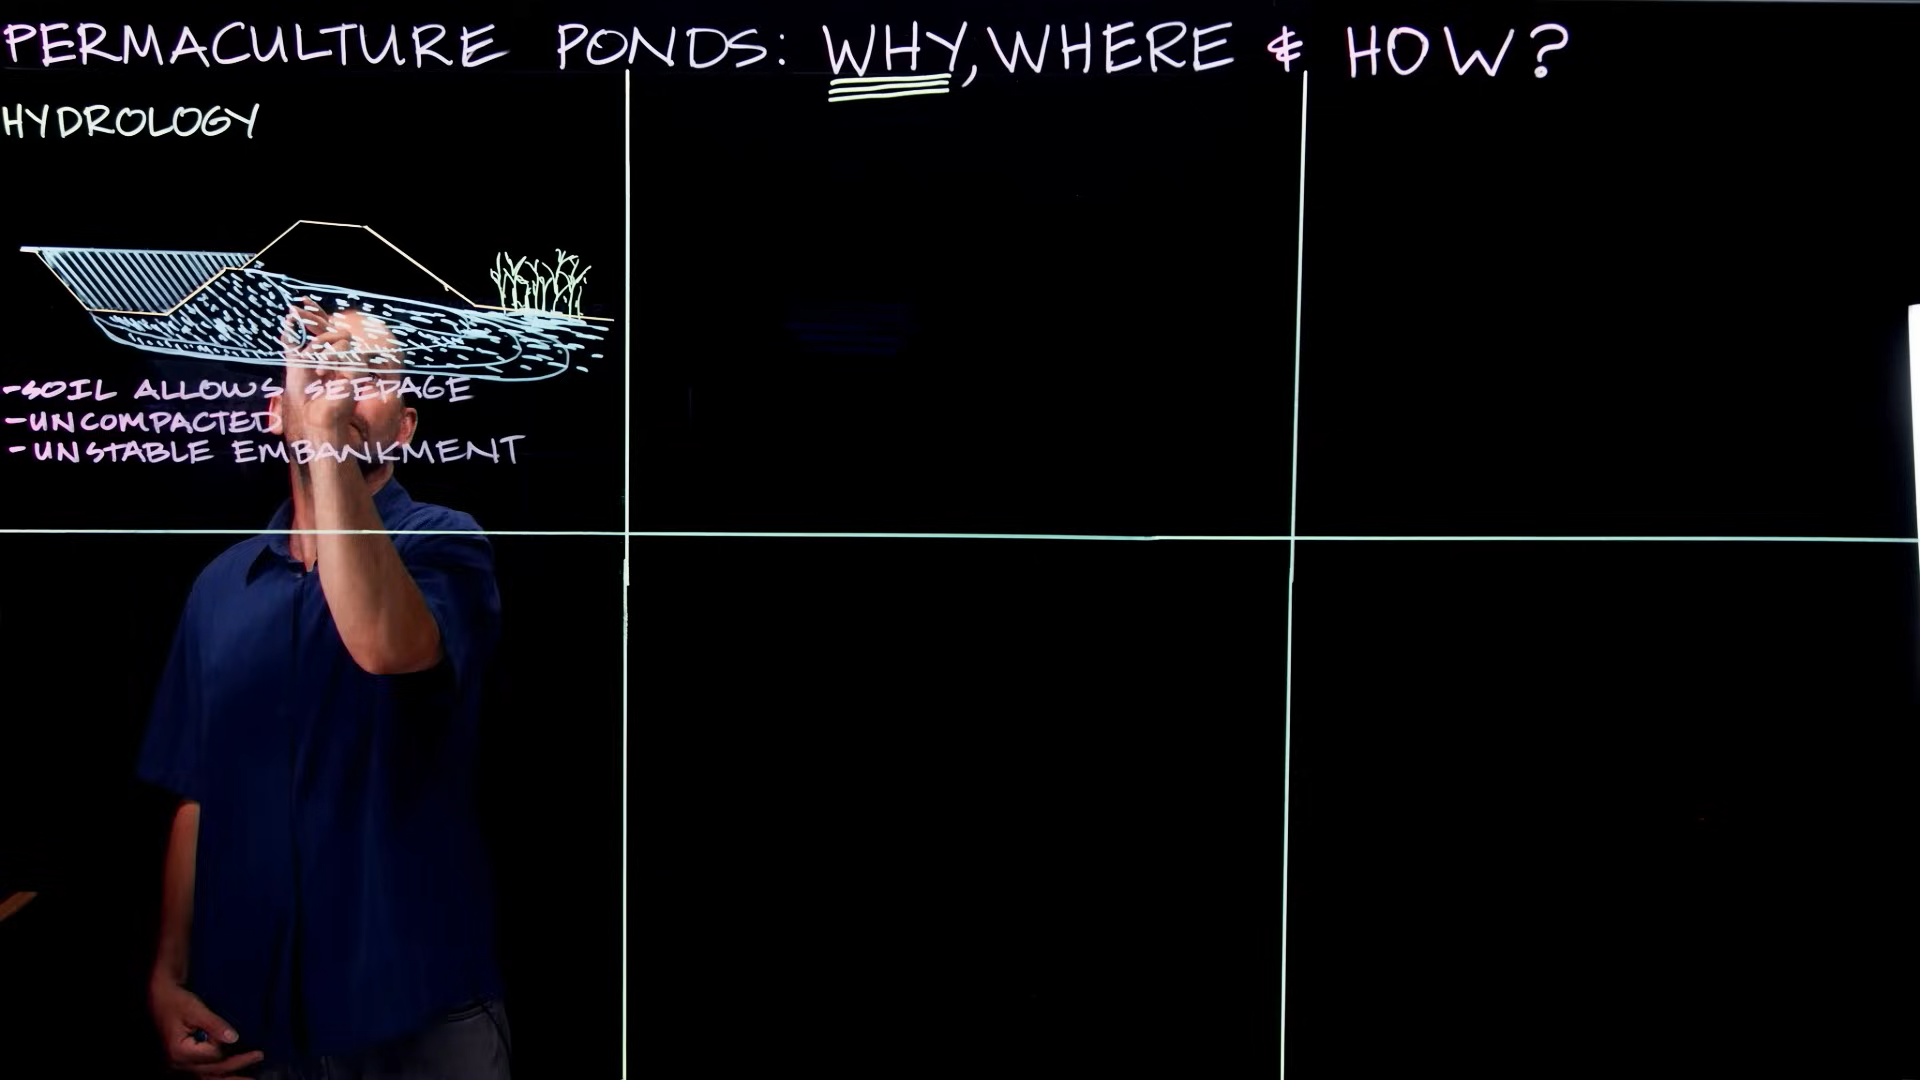 PERMACULTURE PONDS: WHY, WHERE & HOW?
HYDROLOGY
-SOIL ALLOWS SEEPAGE
-UNCOMPACTED
-UNSTABLE EMBANKMENT